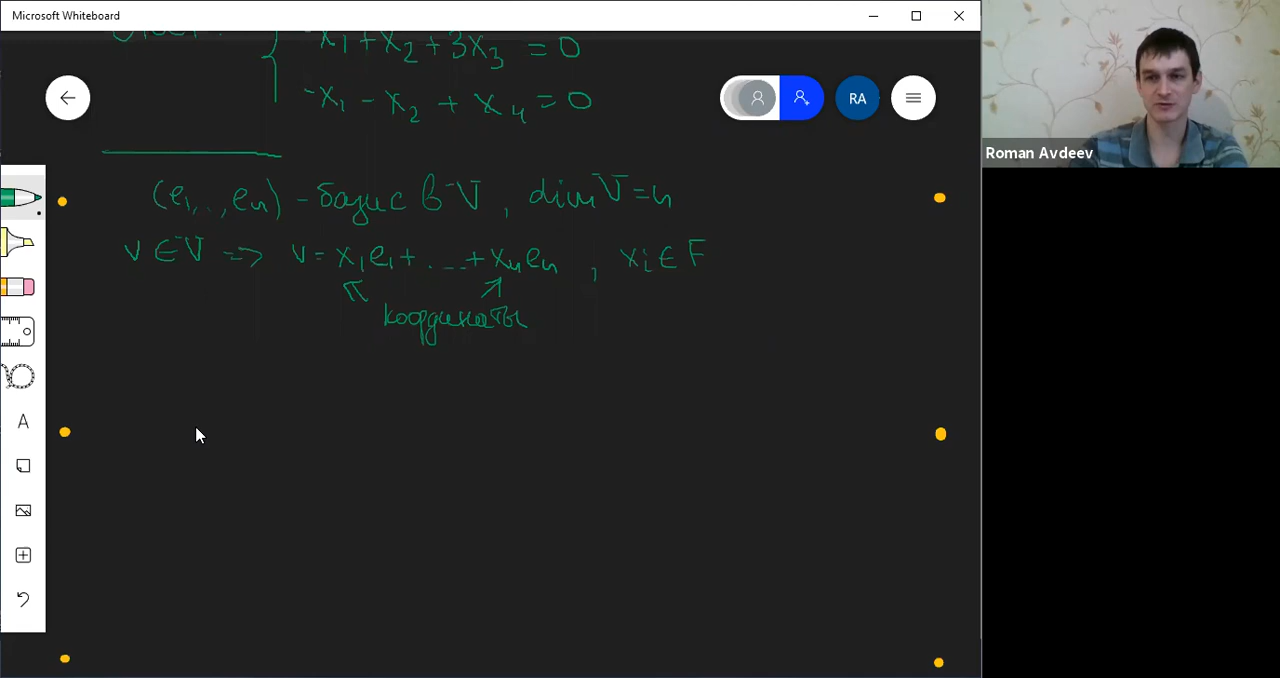 Microsoft Whiteboard
-x₁ + x₂ + 3x₃ = 0
-x₁ - x₂ + x₄ = 0
RA
Roman Avdeev
(e₁,..,eₙ) - базис в V, dim V = n
v ∈ V => v = x₁e₁ + ... + xₙeₙ, xᵢ ∈ F
координаты
A